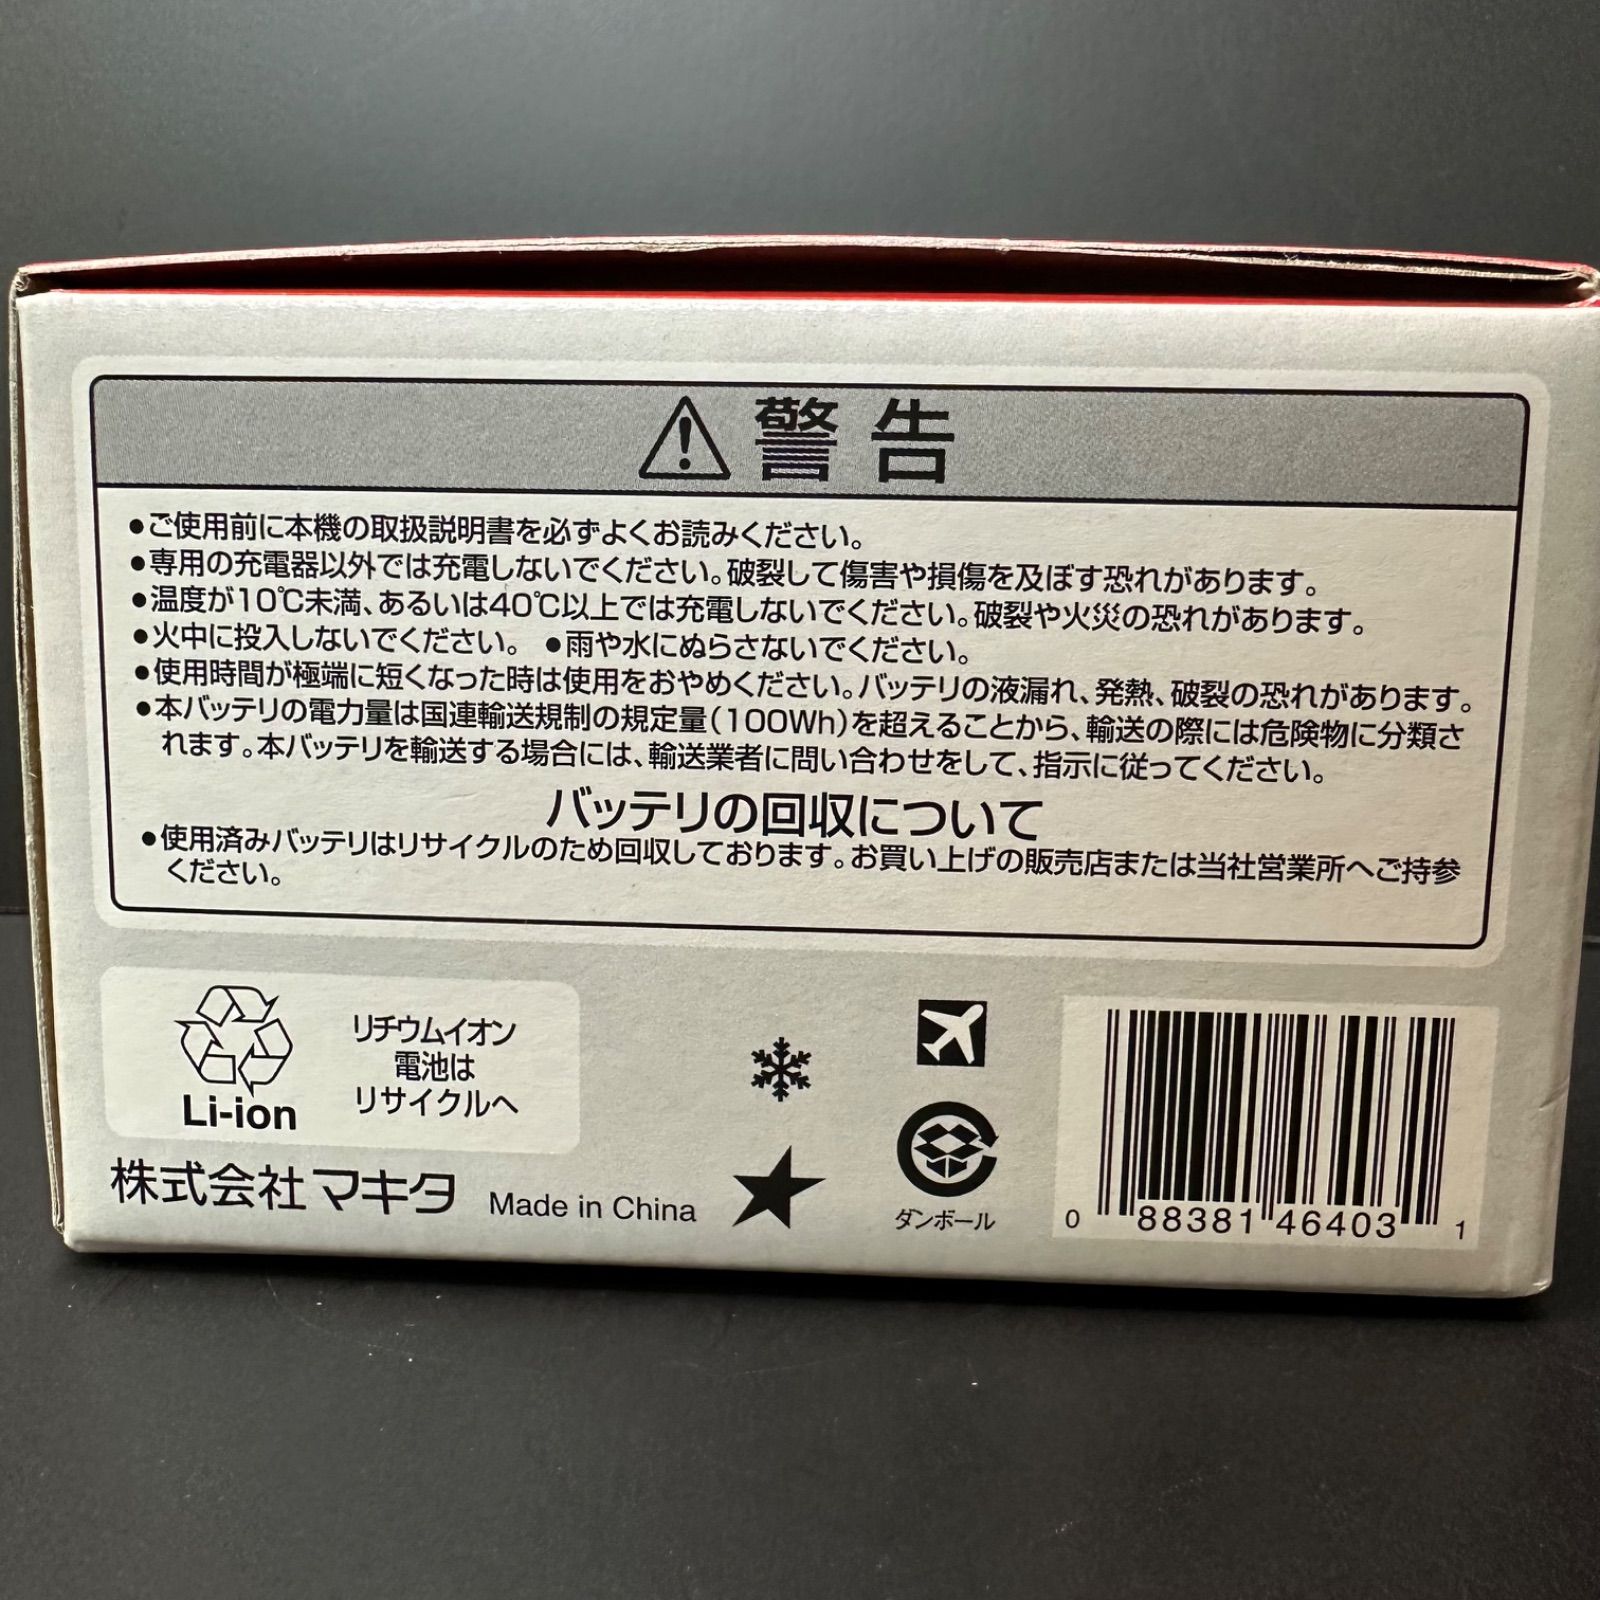 警告
●ご使用前に本機の取扱説明書を必ずよくお読みください。
●専用の充電器以外では充電しないでください。破裂して傷害や損傷を及ぼす恐れがあります。
●温度が10℃未満、あるいは40℃以上では充電しないでください。破裂や火災の恐れがあります。
●火中に投入しないでください。 ●雨や水にぬらさないでください。
●使用時間が極端に短くなった時は使用をおやめください。バッテリの液漏れ、発熱、破裂の恐れがあります。
●本バッテリの電力量は国連輸送規制の規定量(100Wh)を超えることから、輸送の際には危険物に分類さ
れます。本バッテリを輸送する場合には、輸送業者に問い合わせをして、指示に従ってください。
バッテリの回収について
●使用済みバッテリはリサイクルのため回収しております。お買い上げの販売店または当社営業所へご持参
ください。
Li-ion
リチウムイオン
電池は
リサイクルへ
株式会社マキタ Made in China
ダンボール
0 88381 46403 1